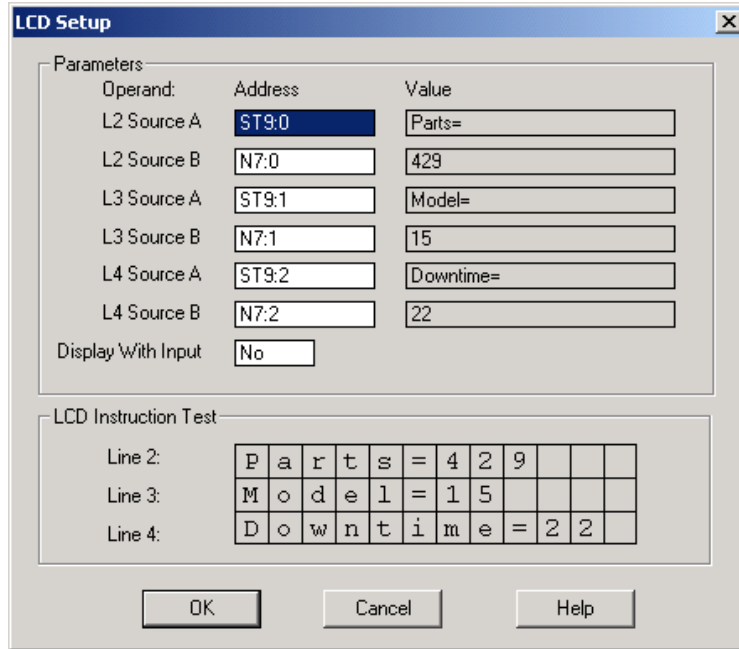 LCD Setup
Parameters
Operand: Address Value
L2 Source A ST9:0 Parts=
L2 Source B N7:0 429
L3 Source A ST9:1 Model=
L3 Source B N7:1 15
L4 Source A ST9:2 Downtime=
L4 Source B N7:2 22
Display With Input No
LCD Instruction Test
Line 2: Parts=429
Line 3: Model=15
Line 4: Downtime=22
OK Cancel Help